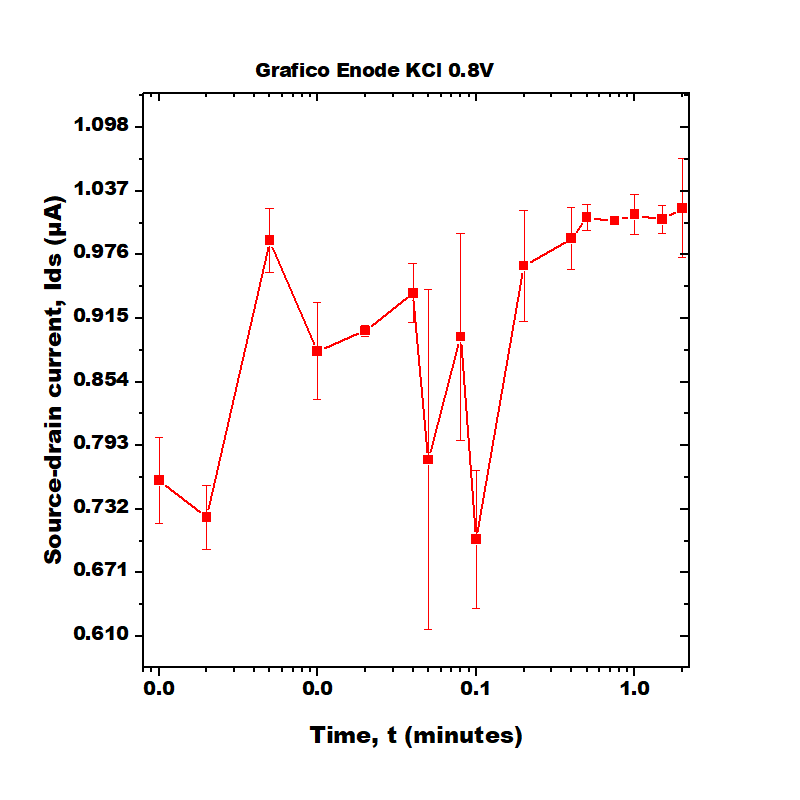 Grafico Enode KCl 0.8V
Source-drain current, Ids (µA)
1.098
1.037
0.976
0.915
0.854
0.793
0.732
0.671
0.610
0.0 0.0 0.1 1.0
Time, t (minutes)